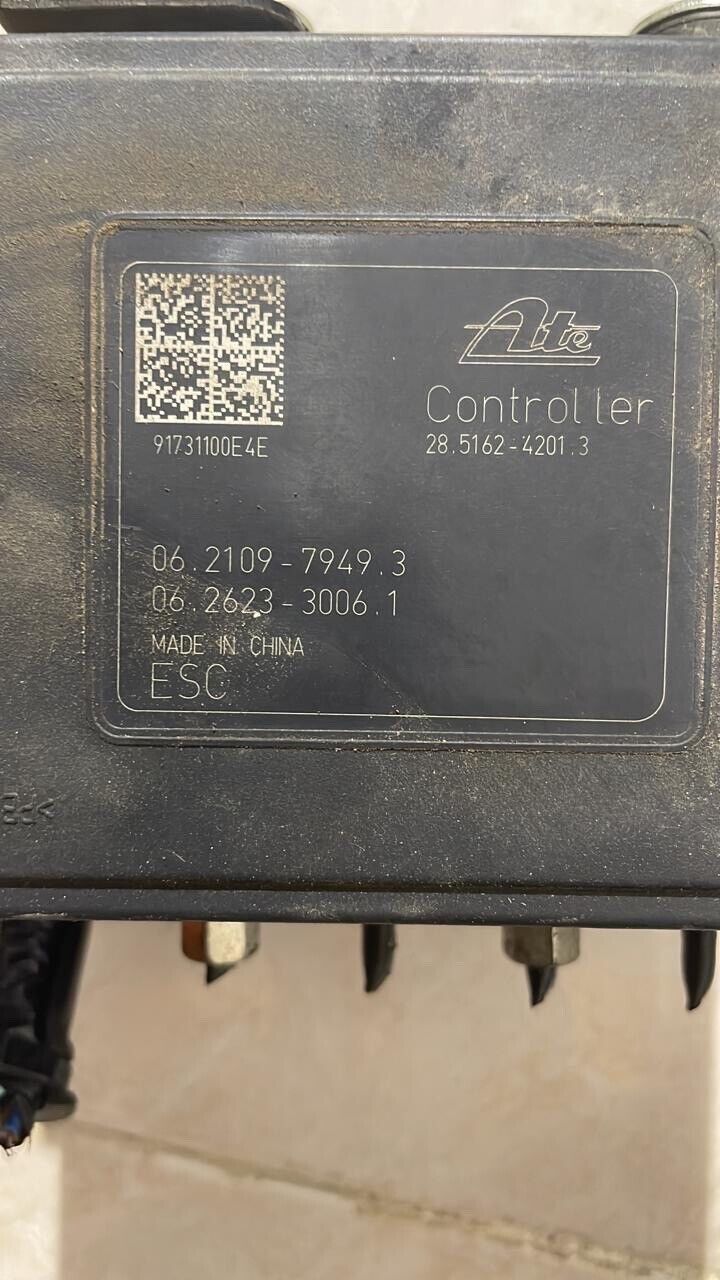 Ate
Controller
91731100E4E
28.5162-4201.3
06.2109-7949.3
06.2623-3006.1
MADE IN CHINA
ESC